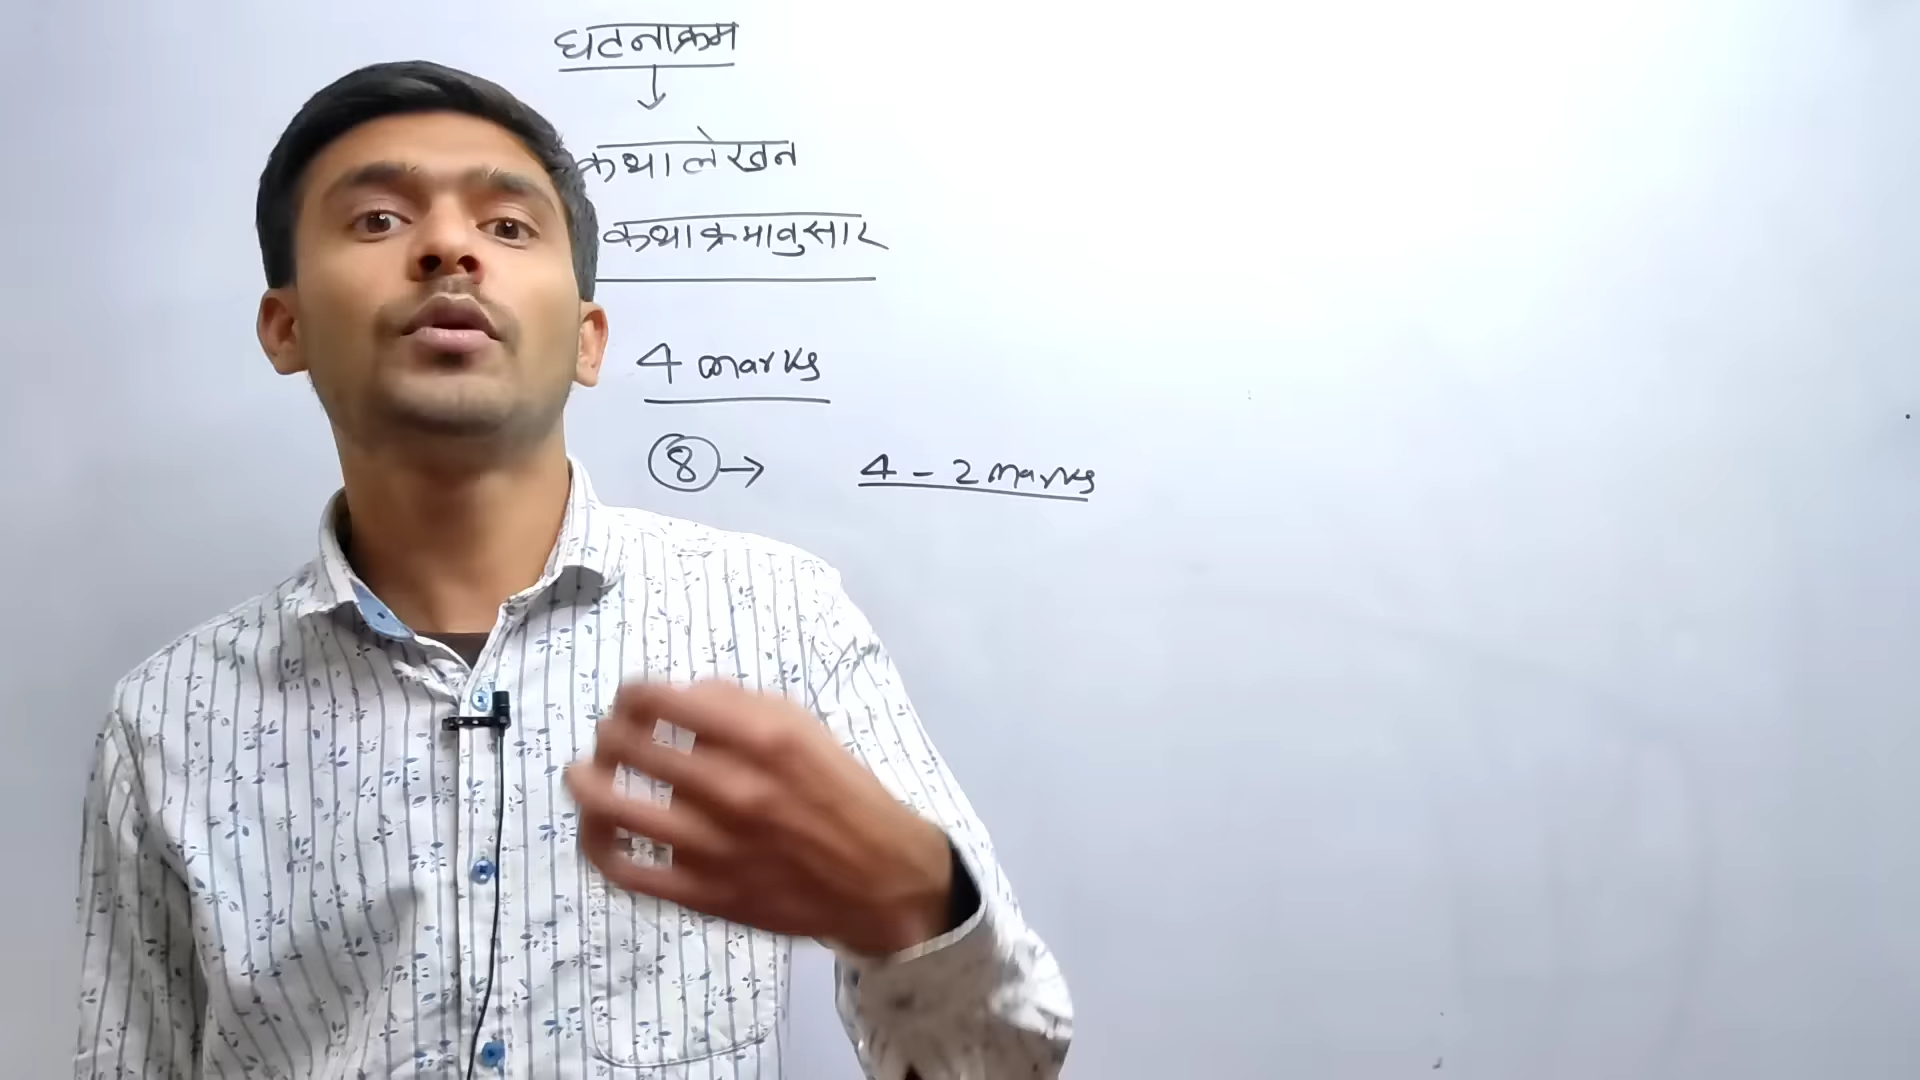 घटनाक्रम
कथा लेखन
कथा क्रमानुसार
4 marks
8 → 4 - 2 marks